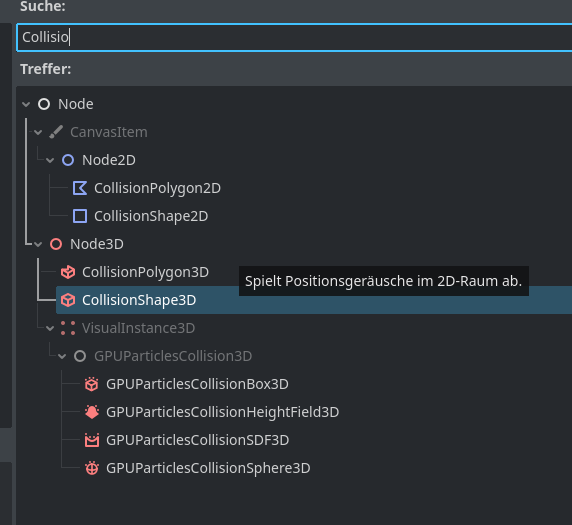 Suche:
Collisio
Treffer:
Node
CanvasItem
Node2D
CollisionPolygon2D
CollisionShape2D
Node3D
CollisionPolygon3D
Spielt Positionsgeräusche im 2D-Raum ab.
CollisionShape3D
VisualInstance3D
GPUParticlesCollision3D
GPUParticlesCollisionBox3D
GPUParticlesCollisionHeightField3D
GPUParticlesCollisionSDF3D
GPUParticlesCollisionSphere3D